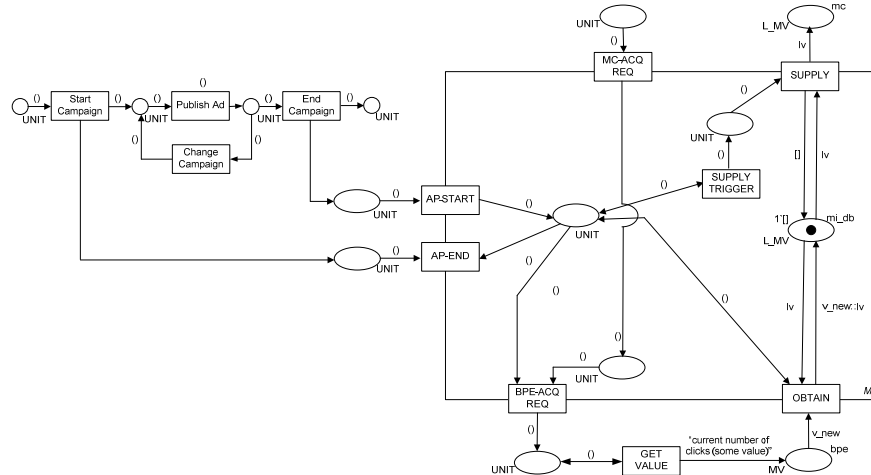 mc
UNIT
L_MV
()
lv
MC-ACQ
REQ
SUPPLY
()
()
()
Start
Campaign
()
()
Publish Ad
()
End
Campaign
()
UNIT
UNIT
UNIT
UNIT
()
()
Change
Campaign
UNIT
()
[]
lv
SUPPLY
TRIGGER
()
()
AP-START
()
UNIT
UNIT
1`[]
mi_db
L_MV
()
AP-END
UNIT
()
()
()
lv
v_new::lv
()
()
UNIT
BPE-ACQ
REQ
OBTAIN
M
()
"current number of
clicks (some value)"
v_new
bpe
()
GET
VALUE
UNIT
MV